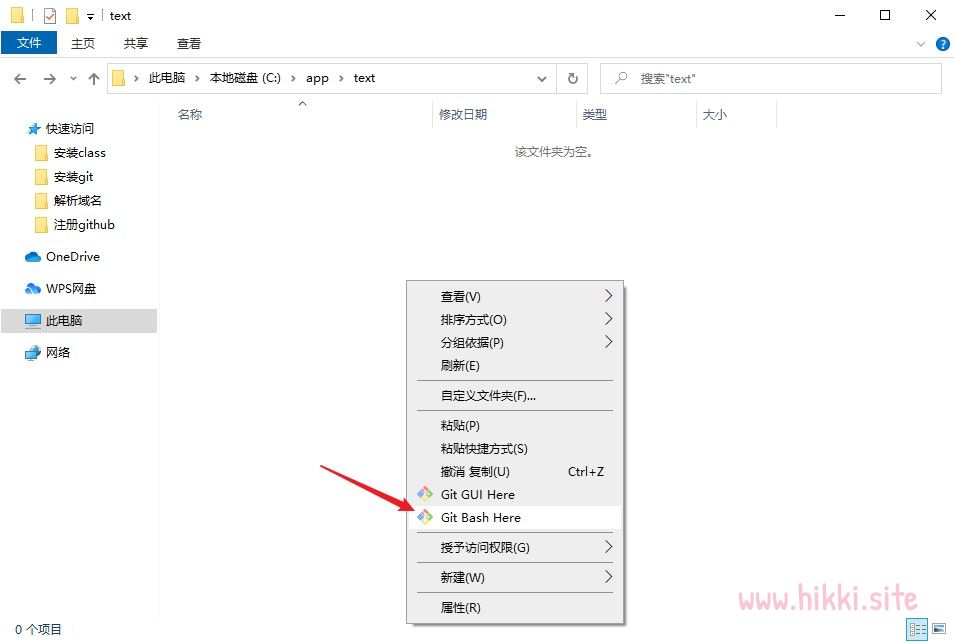 text
文件 主页 共享 查看
此电脑 本地磁盘 (C:) app text 搜索"text"
名称 修改日期 类型 大小
该文件夹为空。
快速访问
安装class
安装git
解析域名
注册github
OneDrive
WPS网盘
此电脑
网络
查看(V)
排序方式(O)
分组依据(P)
刷新(E)
自定义文件夹(F)...
粘贴(P)
粘贴快捷方式(S)
撤消 复制(U) Ctrl+Z
Git GUI Here
Git Bash Here
授予访问权限(G)
新建(W)
属性(R)
www.hikki.site
0 个项目